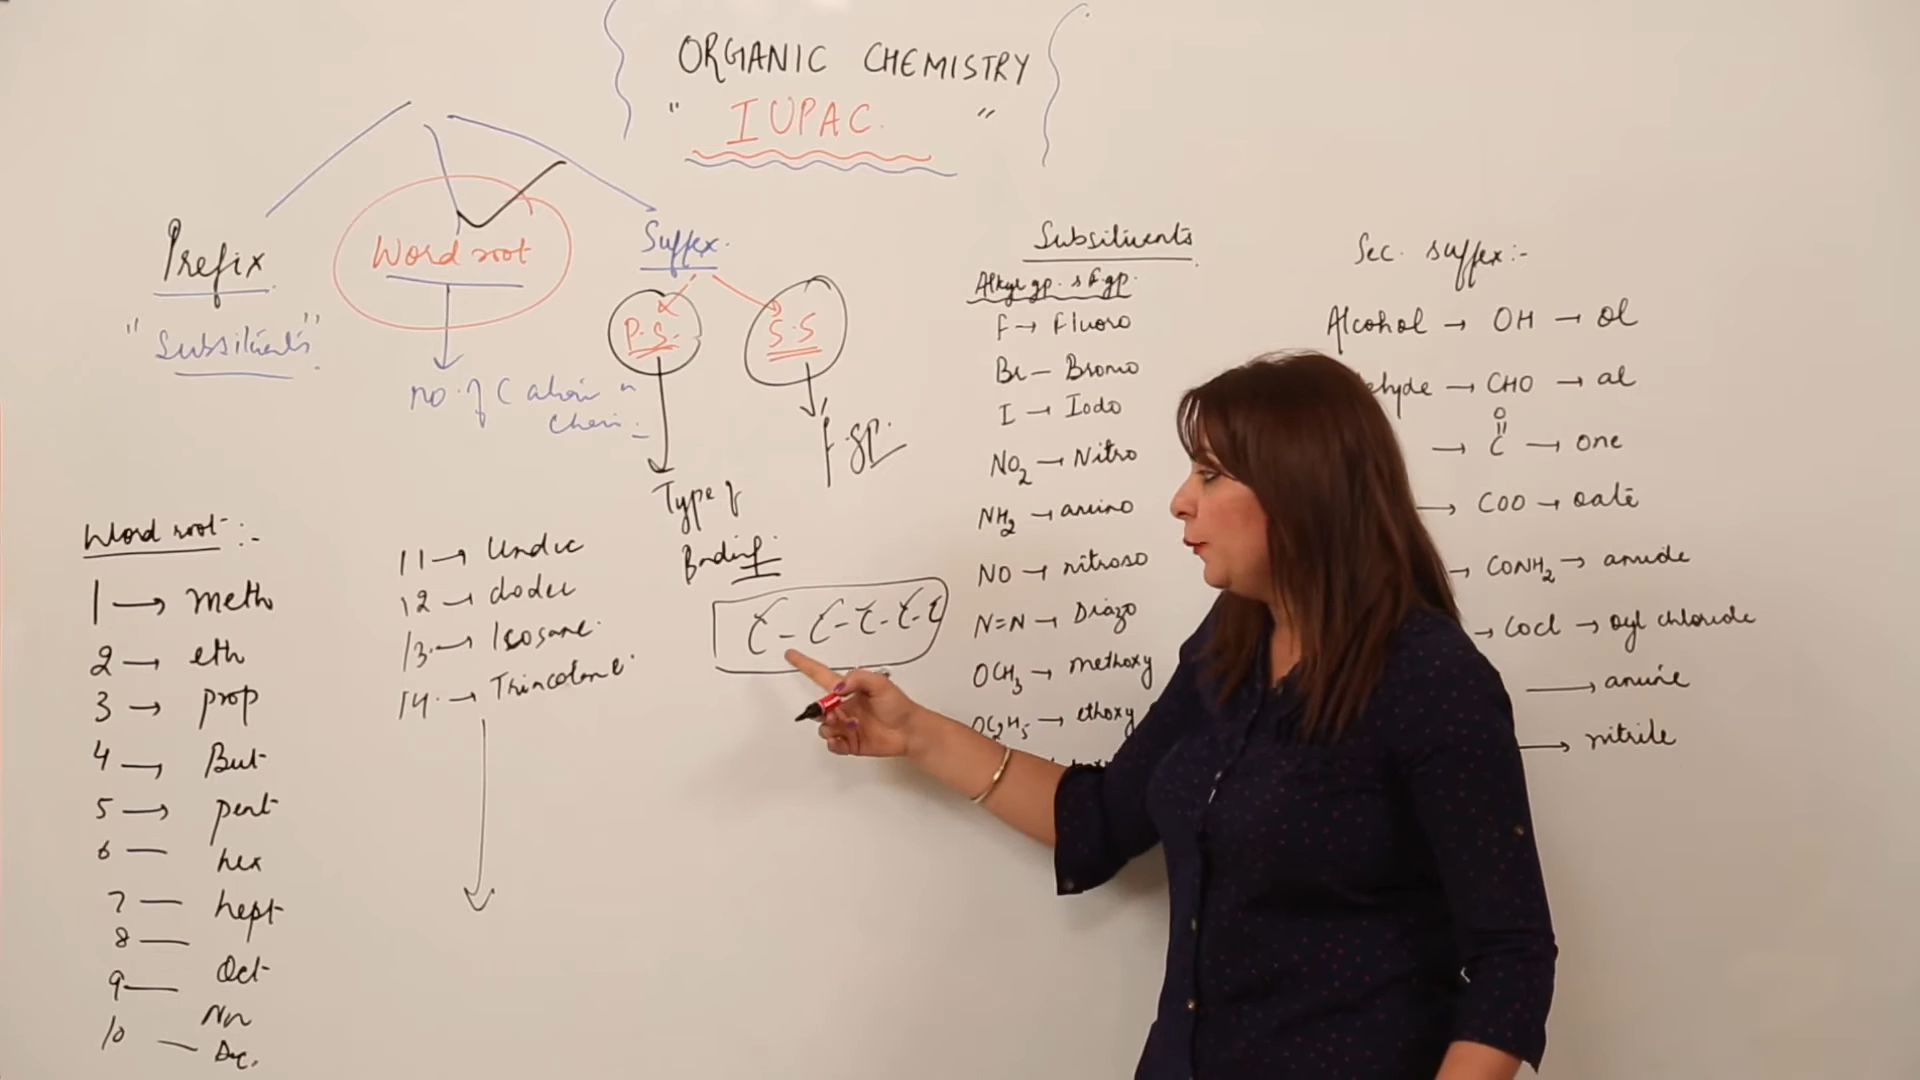 ORGANIC CHEMISTRY
" IUPAC. "
Prefix
"Subsiliuents".
Word root
no. of C atom in
chain
Suffex.
P.S.
S.S
Type of
Bonding
f.gp.
C-C-C-C-C
Word root :-
1 → meth
2 → eth
3 → prop
4 → But
5 → pent
6 — hex
7 — hept
8 — Oct
9 — Non
10 — Dec.
11 → Undec
12 → dodec
13 → Icosane.
14. →
Subsiliuents
Alkyl gp. & f.gp.
F → Fluoro
Br — Bromo
I → Iodo
NO2 → Nitro
NH2 → amino
NO → nitroso
N=N → Diazo
OCH3 → methoxy
OC2H5 → ethoxy
Sec. suffex :-
Alcohol → OH → ol
ehyde → CHO → al
O
||
→ C → one
→ COO → oate
→ CONH2 → amide
→ COCl → oyl chloride
→ amine
→ nitrile